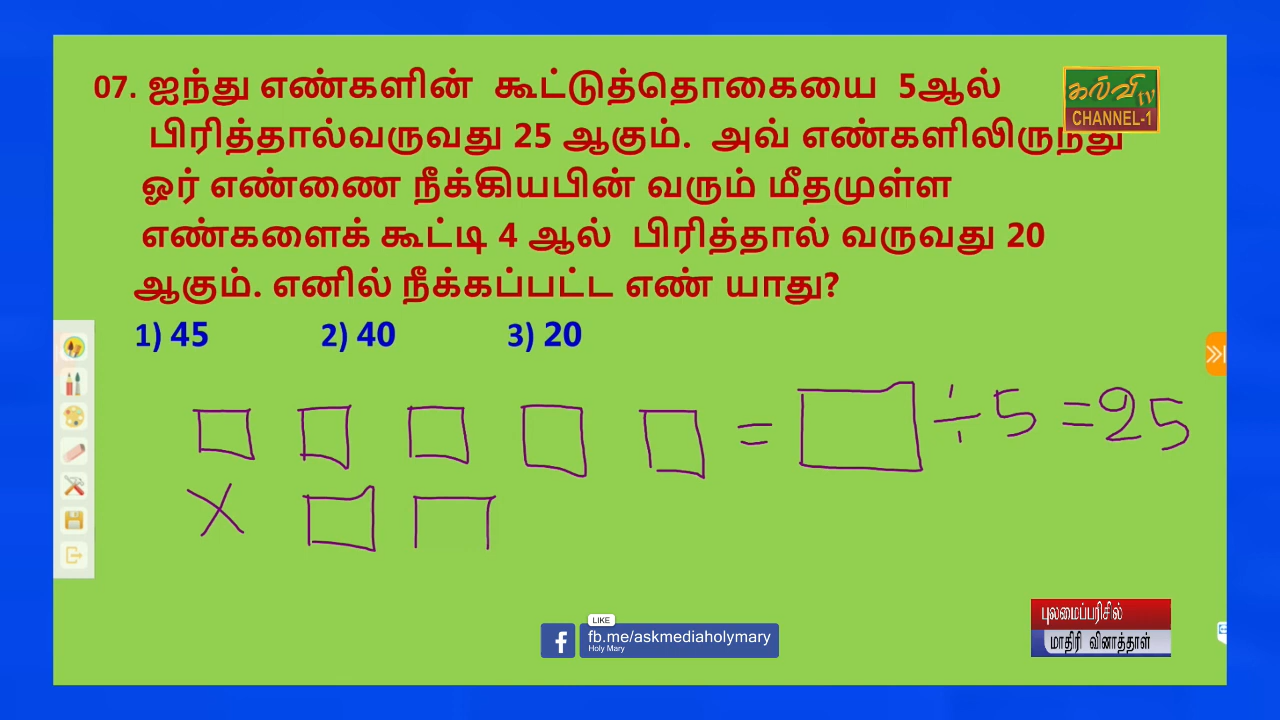 07. ஐந்து எண்களின் கூட்டுத்தொகையை 5ஆல்
பிரித்தால்வருவது 25 ஆகும். அவ் எண்களிலிருந்து
ஓர் எண்ணை நீக்கியபின் வரும் மீதமுள்ள
எண்களைக் கூட்டி 4 ஆல் பிரித்தால் வருவது 20
ஆகும். எனில் நீக்கப்பட்ட எண் யாது?
1) 45 2) 40 3) 20
= ÷ 5 = 25
X
கல்வி tv
CHANNEL-1
LIKE
fb.me/askmediaholymary
Holy Mary
புலமைப்பரிசில்
மாதிரி வினாத்தாள்